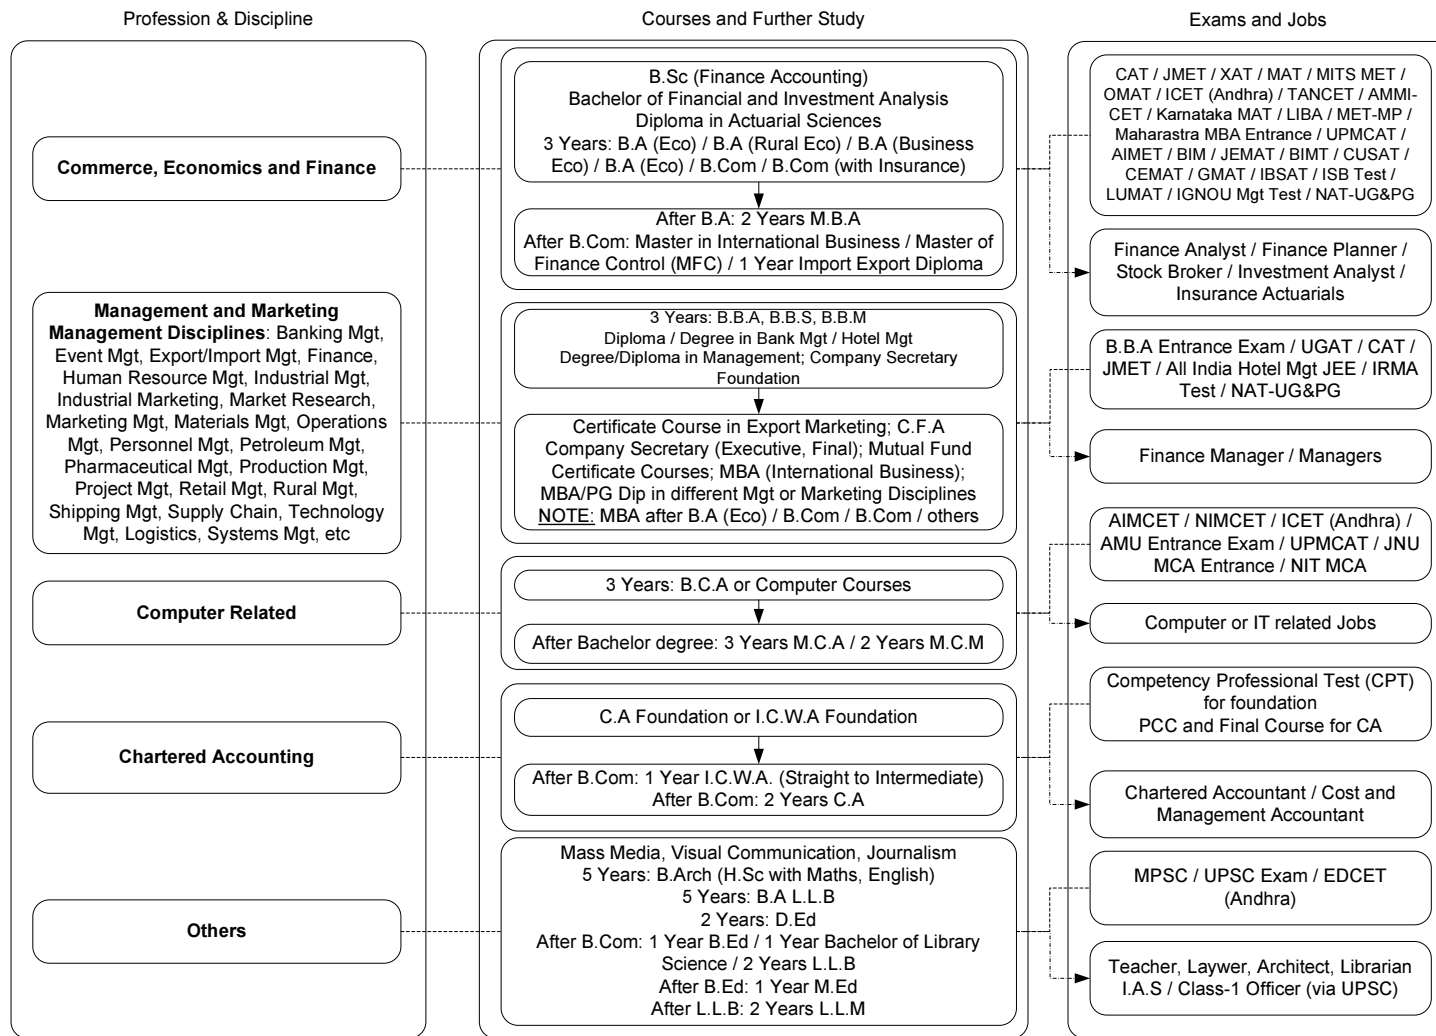 Profession & Discipline
Courses and Further Study
Exams and Jobs
Commerce, Economics and Finance
B.Sc (Finance Accounting)
Bachelor of Financial and Investment Analysis
Diploma in Actuarial Sciences
3 Years: B.A (Eco) / B.A (Rural Eco) / B.A (Business
Eco) / B.A (Eco) / B.Com / B.Com (with Insurance)
After B.A: 2 Years M.B.A
After B.Com: Master in International Business / Master of
Finance Control (MFC) / 1 Year Import Export Diploma
CAT / JMET / XAT / MAT / MITS MET /
OMAT / ICET (Andhra) / TANCET / AMMI-
CET / Karnataka MAT / LIBA / MET-MP /
Maharastra MBA Entrance / UPMCAT /
AIMET / BIM / JEMAT / BIMT / CUSAT /
CEMAT / GMAT / IBSAT / ISB Test /
LUMAT / IGNOU Mgt Test / NAT-UG&PG
Finance Analyst / Finance Planner /
Stock Broker / Investment Analyst /
Insurance Actuarials
Management and Marketing
Management Disciplines: Banking Mgt,
Event Mgt, Export/Import Mgt, Finance,
Human Resource Mgt, Industrial Mgt,
Industrial Marketing, Market Research,
Marketing Mgt, Materials Mgt, Operations
Mgt, Personnel Mgt, Petroleum Mgt,
Pharmaceutical Mgt, Production Mgt,
Project Mgt, Retail Mgt, Rural Mgt,
Shipping Mgt, Supply Chain, Technology
Mgt, Logistics, Systems Mgt, etc
3 Years: B.B.A, B.B.S, B.B.M
Diploma / Degree in Bank Mgt / Hotel Mgt
Degree/Diploma in Management; Company Secretary
Foundation
Certificate Course in Export Marketing; C.F.A
Company Secretary (Executive, Final); Mutual Fund
Certificate Courses; MBA (International Business);
MBA/PG Dip in different Mgt or Marketing Disciplines
NOTE: MBA after B.A (Eco) / B.Com / B.Com / others
B.B.A Entrance Exam / UGAT / CAT /
JMET / All India Hotel Mgt JEE / IRMA
Test / NAT-UG&PG
Finance Manager / Managers
Computer Related
3 Years: B.C.A or Computer Courses
After Bachelor degree: 3 Years M.C.A / 2 Years M.C.M
AIMCET / NIMCET / ICET (Andhra) /
AMU Entrance Exam / UPMCAT / JNU
MCA Entrance / NIT MCA
Computer or IT related Jobs
Chartered Accounting
C.A Foundation or I.C.W.A Foundation
After B.Com: 1 Year I.C.W.A. (Straight to Intermediate)
After B.Com: 2 Years C.A
Competency Professional Test (CPT)
for foundation
PCC and Final Course for CA
Chartered Accountant / Cost and
Management Accountant
Others
Mass Media, Visual Communication, Journalism
5 Years: B.Arch (H.Sc with Maths, English)
5 Years: B.A L.L.B
2 Years: D.Ed
After B.Com: 1 Year B.Ed / 1 Year Bachelor of Library
Science / 2 Years L.L.B
After B.Ed: 1 Year M.Ed
After L.L.B: 2 Years L.L.M
MPSC / UPSC Exam / EDCET
(Andhra)
Teacher, Laywer, Architect, Librarian
I.A.S / Class-1 Officer (via UPSC)